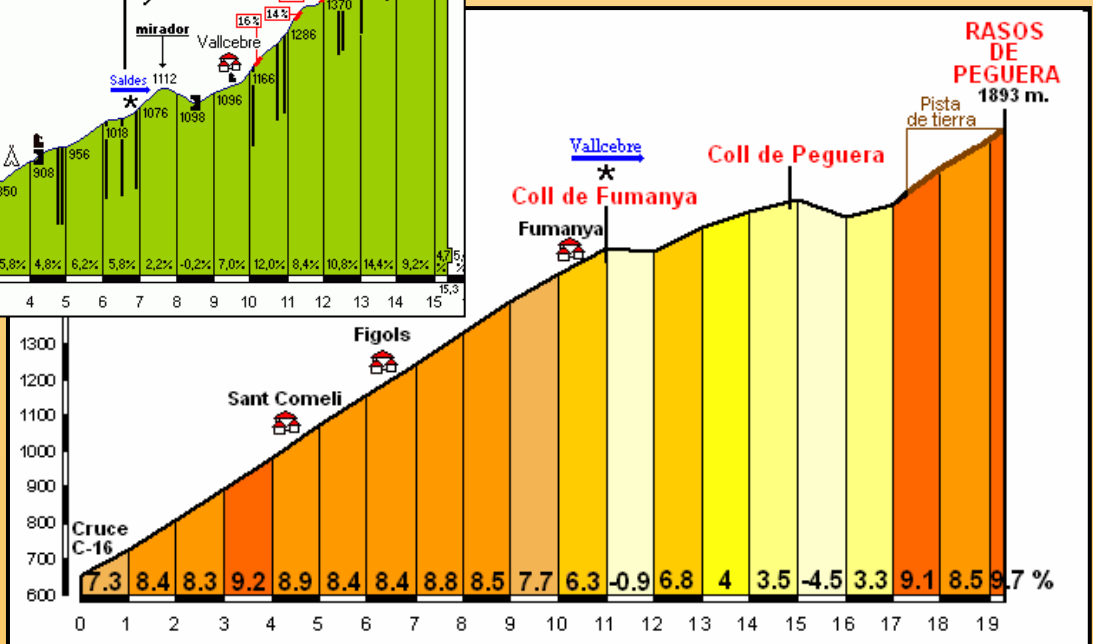 1370
16%
14%
mirador
1286
Vallcebre
Saldes
1112
1166
*
1076
1096
1098
1018
956
908
5,8% 4,8% 6,2% 5,8% 2,2% -0,2% 7,0% 12,0% 8,4% 10,8% 14,4% 9,2%
15,3
4 5 6 7 8 9 10 11 12 13 14 15
RASOS
DE
PEGUERA
1893 m.
Pista
de tierra
Vallcebre
*
Coll de Peguera
Coll de Fumanya
Fumanya
Figols
Sant Corneli
Cruce
C-16
1300
1200
1100
1000
900
800
700
600
7.3 8.4 8.3 9.2 8.9 8.4 8.4 8.8 8.5 7.7 6.3 -0.9 6.8 4 3.5 -4.5 3.3 9.1 8.5 9.7 %
0 1 2 3 4 5 6 7 8 9 10 11 12 13 14 15 16 17 18 19